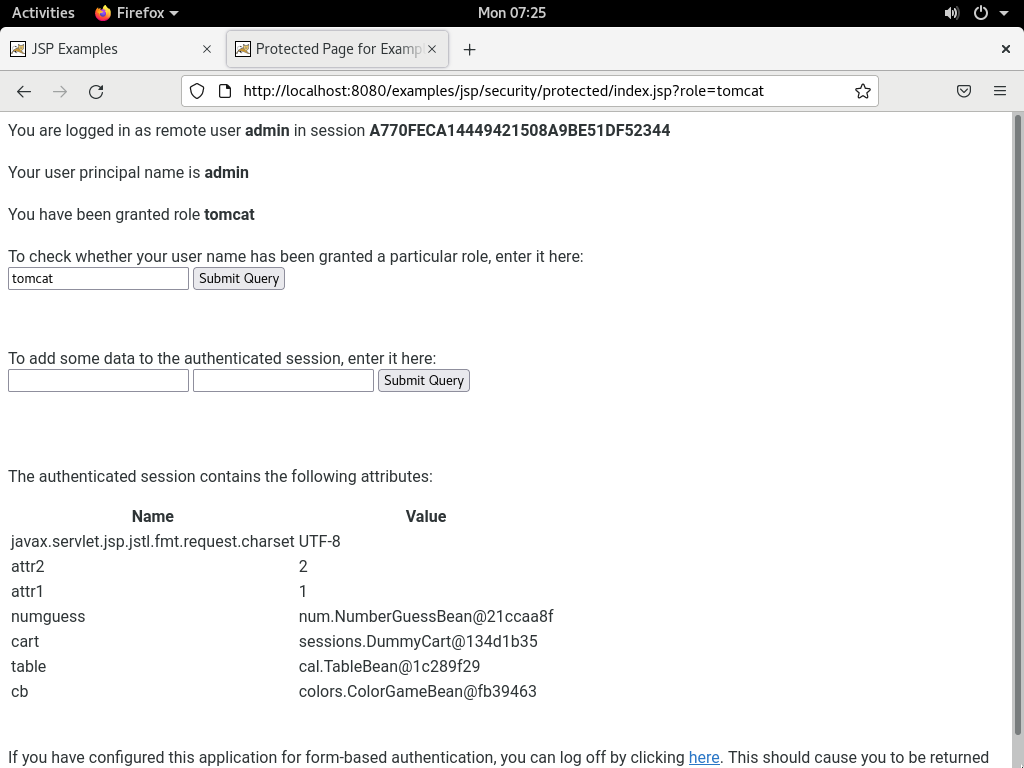 Activities Firefox Mon 07:25
JSP Examples Protected Page for Examp
http://localhost:8080/examples/jsp/security/protected/index.jsp?role=tomcat
You are logged in as remote user admin in session A770FECA14449421508A9BE51DF52344
Your user principal name is admin
You have been granted role tomcat
To check whether your user name has been granted a particular role, enter it here:
tomcat Submit Query
To add some data to the authenticated session, enter it here:
Submit Query
The authenticated session contains the following attributes:
Name Value
javax.servlet.jsp.jstl.fmt.request.charset UTF-8
attr2 2
attr1 1
numguess num.NumberGuessBean@21ccaa8f
cart sessions.DummyCart@134d1b35
table cal.TableBean@1c289f29
cb colors.ColorGameBean@fb39463
If you have configured this application for form-based authentication, you can log off by clicking here. This should cause you to be returned